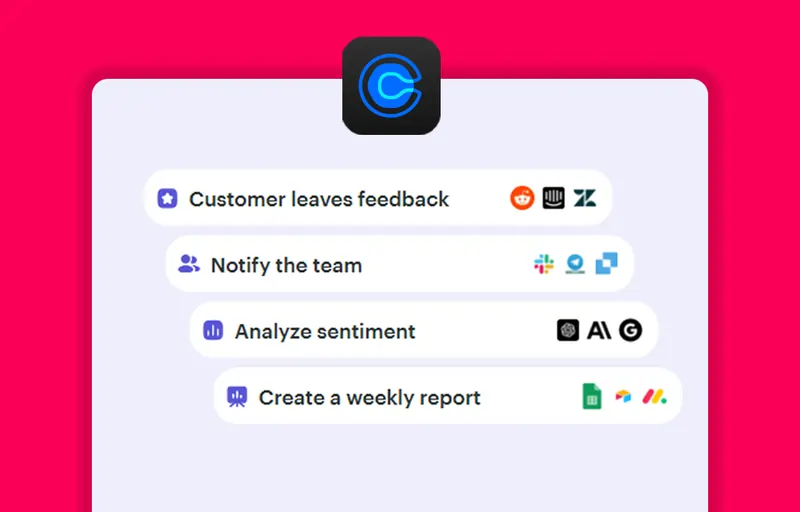 Customer leaves feedback
Notify the team
Analyze sentiment
Create a weekly report